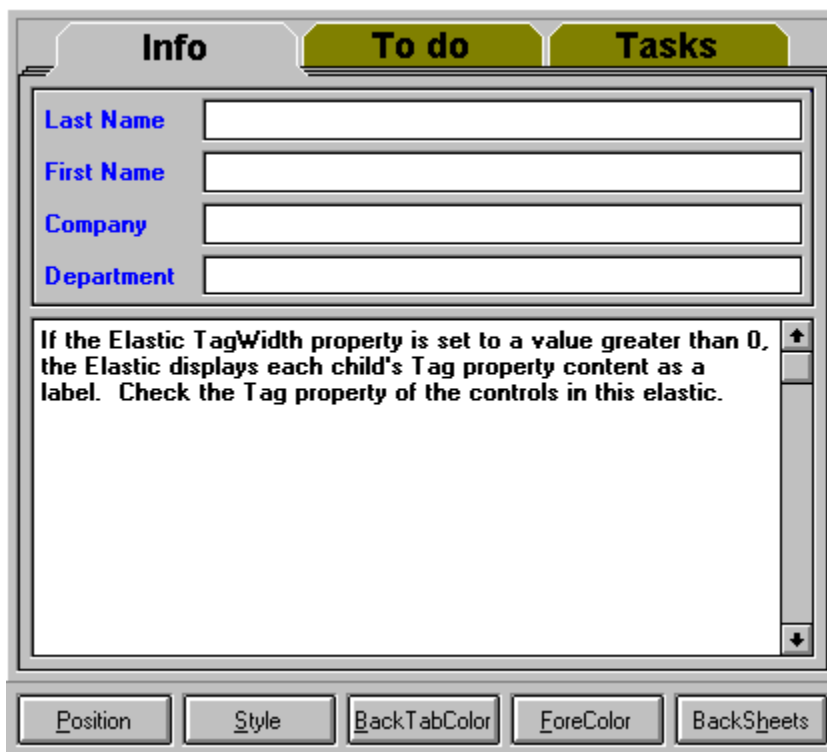 Info To do Tasks
Last Name
First Name
Company
Department
If the Elastic TagWidth property is set to a value greater than 0,
the Elastic displays each child's Tag property content as a
label.  Check the Tag property of the controls in this elastic.
Position Style BackTabColor ForeColor BackSheets